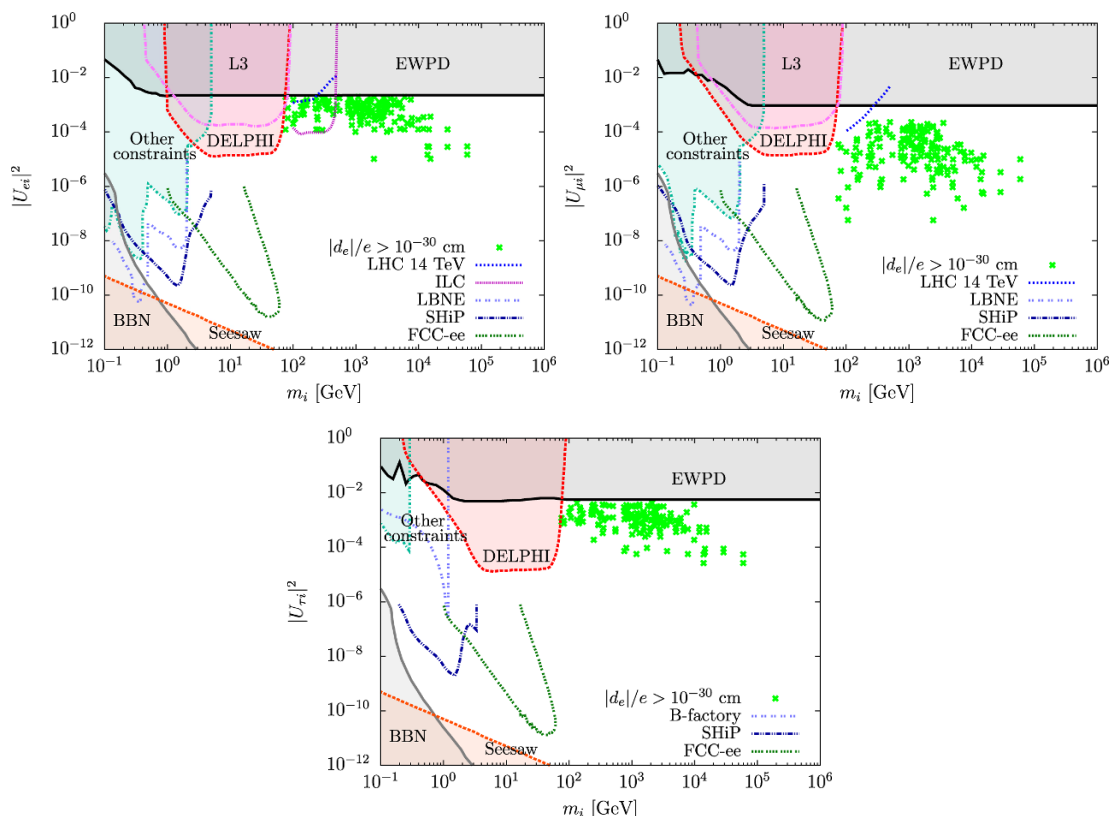 10^0
10^−2
10^−4
10^−6
10^−8
10^−10
10^−12
|U_{ei}|^2
L3
EWPD
DELPHI
Other
constraints
BBN
Seesaw
|d_e|/e > 10^−30 cm
LHC 14 TeV
ILC
LBNE
SHiP
FCC-ee
10^−1 10^0 10^1 10^2 10^3 10^4 10^5 10^6
m_i [GeV]
10^0
10^−2
10^−4
10^−6
10^−8
10^−10
10^−12
|U_{μi}|^2
L3
EWPD
DELPHI
Other
constraints
BBN
Seesaw
|d_e|/e > 10^−30 cm
LHC 14 TeV
LBNE
SHiP
FCC-ee
10^−1 10^0 10^1 10^2 10^3 10^4 10^5 10^6
m_i [GeV]
10^0
10^−2
10^−4
10^−6
10^−8
10^−10
10^−12
|U_{τi}|^2
EWPD
Other
constraints
DELPHI
BBN
Seesaw
|d_e|/e > 10^−30 cm
B-factory
SHiP
FCC-ee
10^−1 10^0 10^1 10^2 10^3 10^4 10^5 10^6
m_i [GeV]